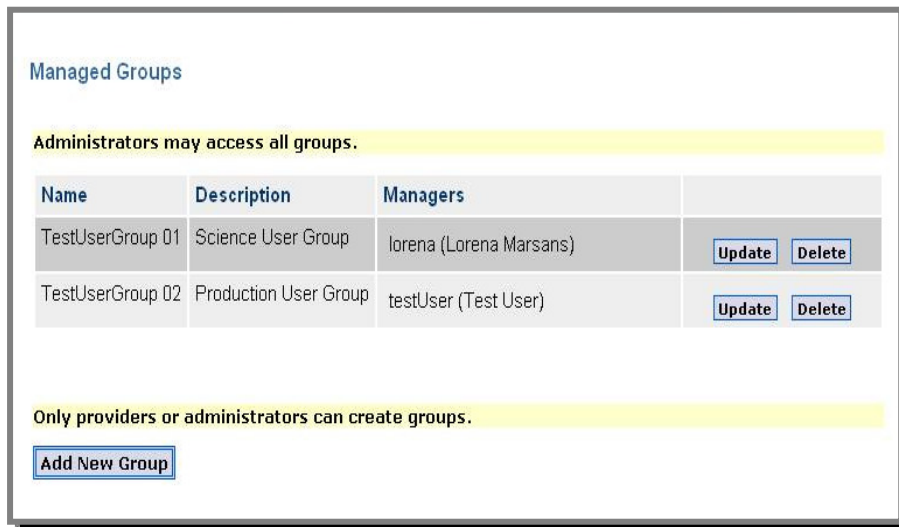 Managed Groups
Administrators may access all groups.
Name Description Managers
TestUserGroup 01 Science User Group lorena (Lorena Marsans) Update Delete
TestUserGroup 02 Production User Group testUser (Test User) Update Delete
Only providers or administrators can create groups.
Add New Group